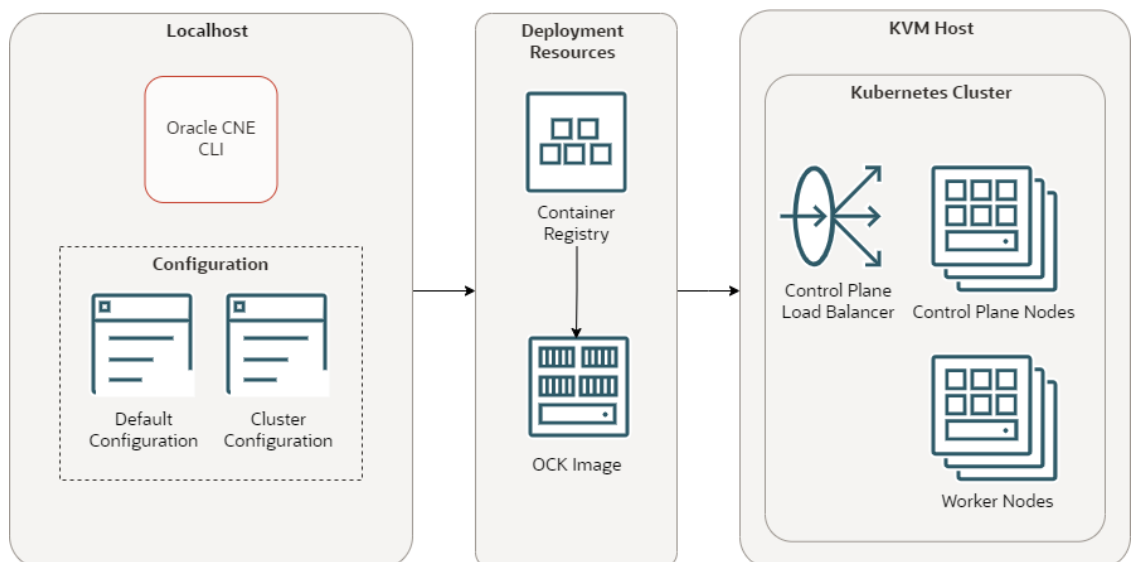 Localhost
Oracle CNE
CLI
Configuration
Default
Configuration
Cluster
Configuration
Deployment
Resources
Container
Registry
OCK Image
KVM Host
Kubernetes Cluster
Control Plane
Load Balancer
Control Plane Nodes
Worker Nodes